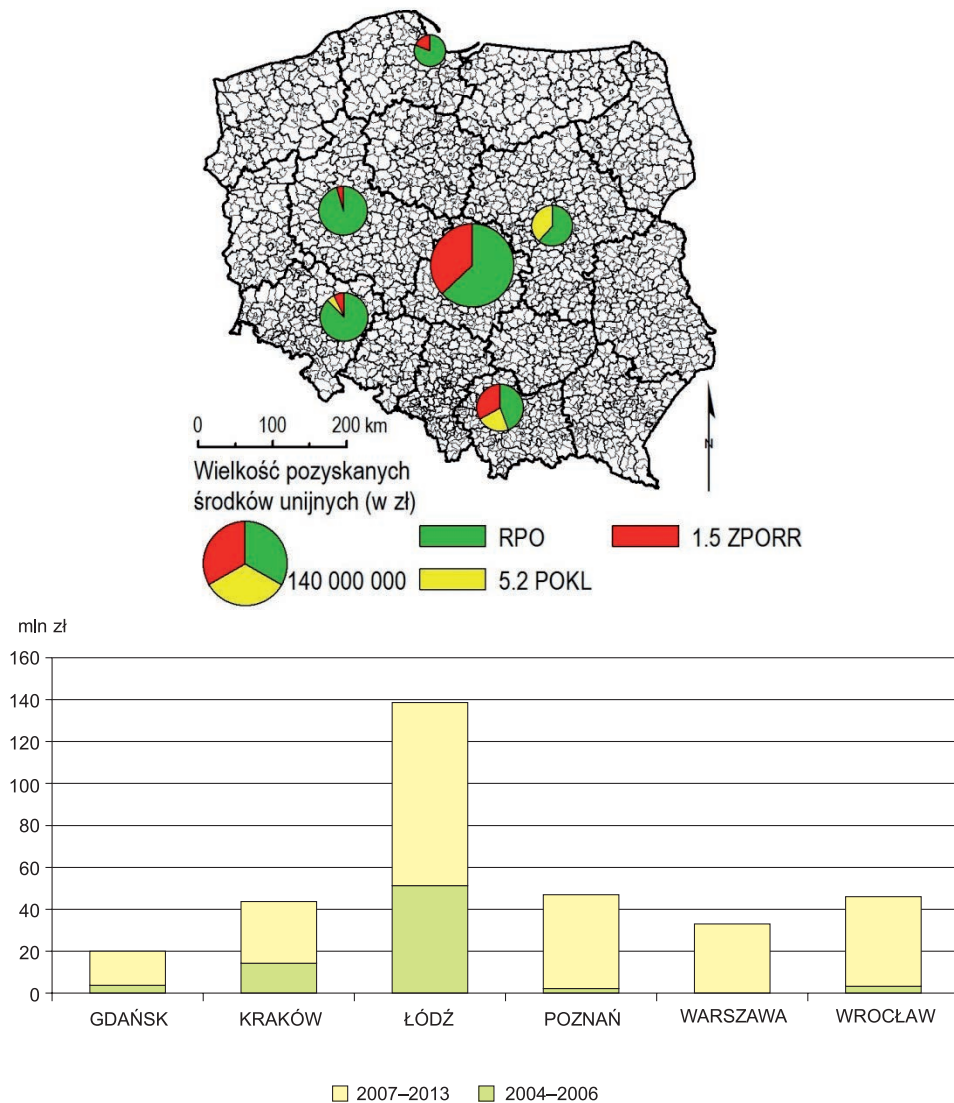 0 100 200 km
N
Wielkość pozyskanych
środków unijnych (w zł)
RPO
1.5 ZPORR
140 000 000
5.2 POKL
mln zł
160
140
120
100
80
60
40
20
0
GDAŃSK KRAKÓW ŁÓDŹ POZNAŃ WARSZAWA WROCŁAW
2007–2013 2004–2006